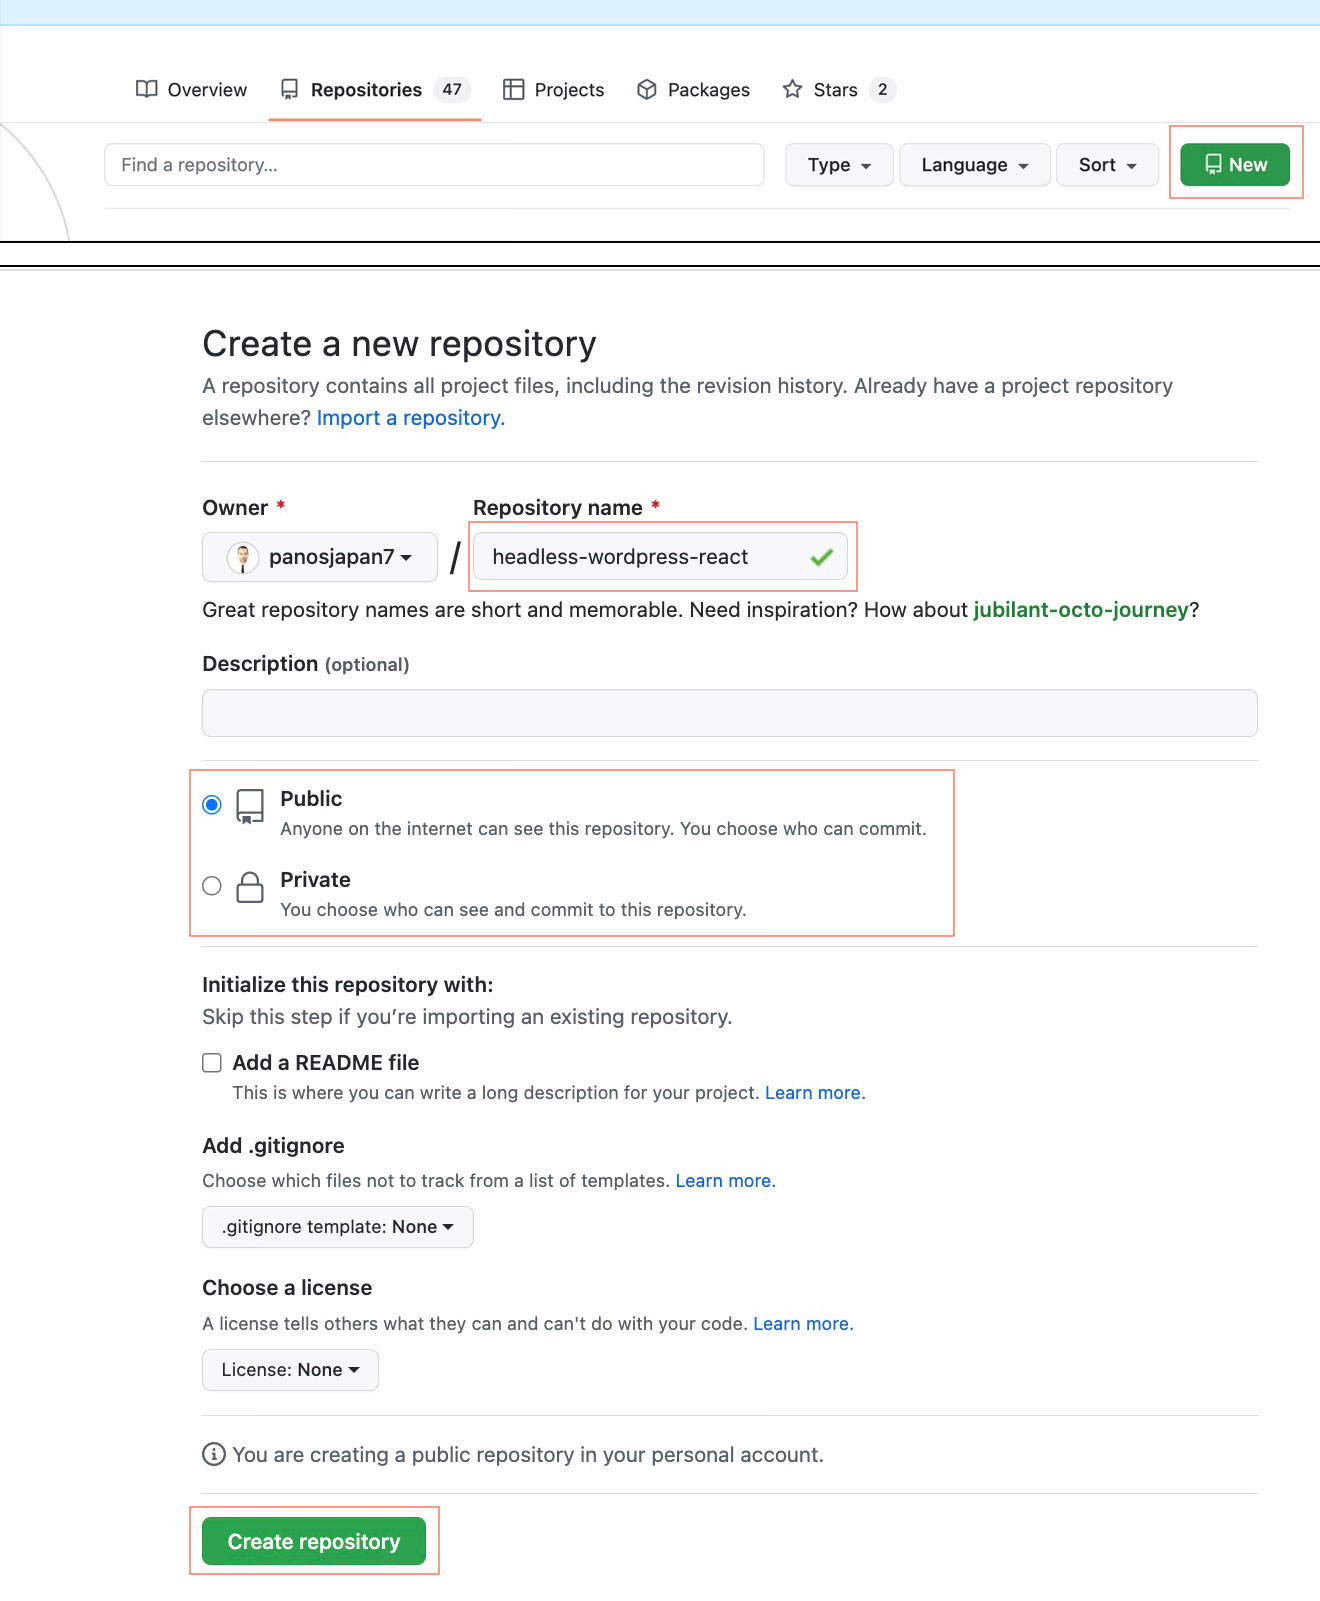 Overview Repositories 47 Projects Packages Stars 2
Find a repository... Type Language Sort New
Create a new repository
A repository contains all project files, including the revision history. Already have a project repository
elsewhere? Import a repository.
Owner * Repository name *
panosjapan7 / headless-wordpress-react
Great repository names are short and memorable. Need inspiration? How about jubilant-octo-journey?
Description (optional)
Public
Anyone on the internet can see this repository. You choose who can commit.
Private
You choose who can see and commit to this repository.
Initialize this repository with:
Skip this step if you’re importing an existing repository.
Add a README file
This is where you can write a long description for your project. Learn more.
Add .gitignore
Choose which files not to track from a list of templates. Learn more.
.gitignore template: None
Choose a license
A license tells others what they can and can't do with your code. Learn more.
License: None
You are creating a public repository in your personal account.
Create repository